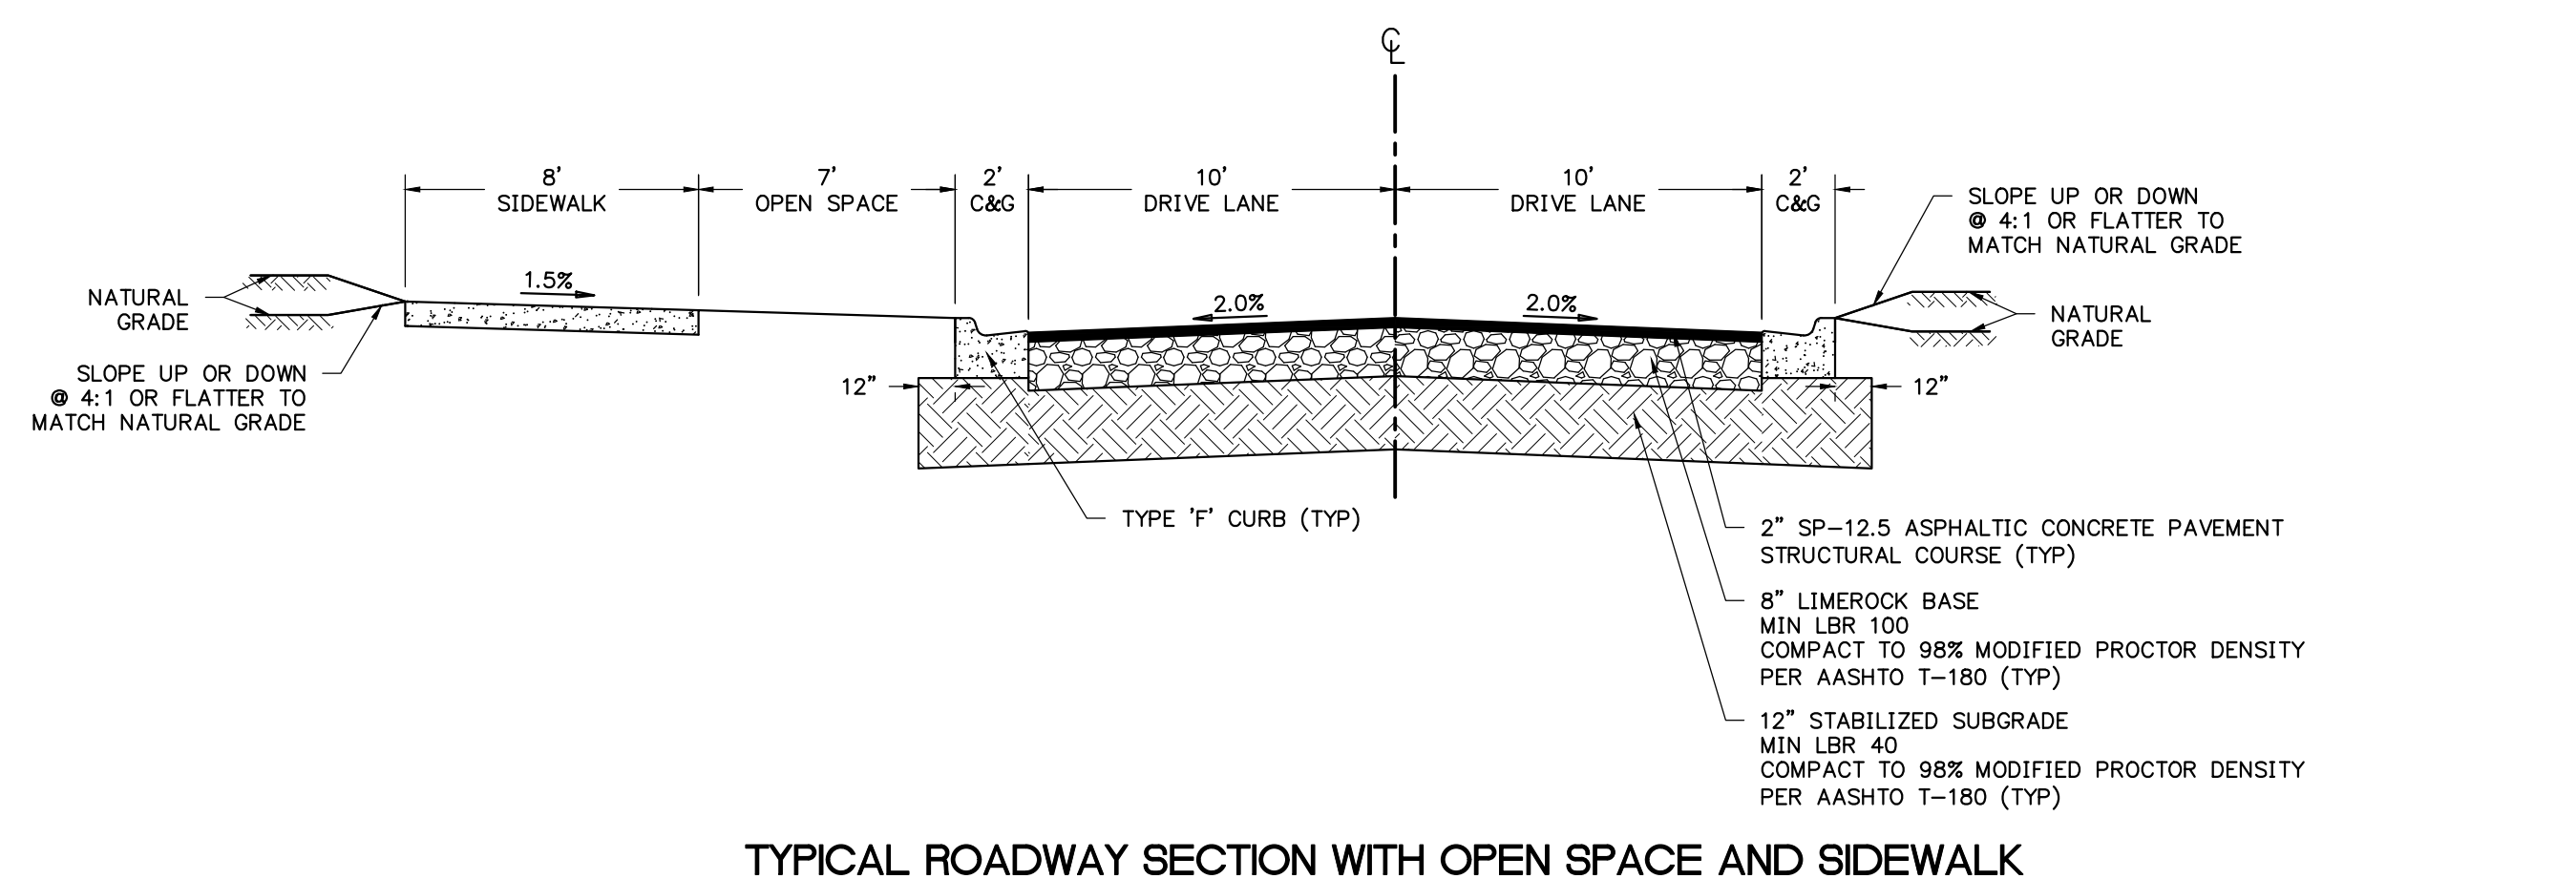 ℄
8' SIDEWALK
7' OPEN SPACE
2' C&G
10' DRIVE LANE
10' DRIVE LANE
2' C&G
SLOPE UP OR DOWN
@ 4:1 OR FLATTER TO
MATCH NATURAL GRADE
1.5%
2.0%
2.0%
NATURAL
GRADE
NATURAL
GRADE
SLOPE UP OR DOWN
@ 4:1 OR FLATTER TO
MATCH NATURAL GRADE
12"
12"
TYPE 'F' CURB (TYP)
2" SP-12.5 ASPHALTIC CONCRETE PAVEMENT
STRUCTURAL COURSE (TYP)
8" LIMEROCK BASE
MIN LBR 100
COMPACT TO 98% MODIFIED PROCTOR DENSITY
PER AASHTO T-180 (TYP)
12" STABILIZED SUBGRADE
MIN LBR 40
COMPACT TO 98% MODIFIED PROCTOR DENSITY
PER AASHTO T-180 (TYP)
TYPICAL ROADWAY SECTION WITH OPEN SPACE AND SIDEWALK